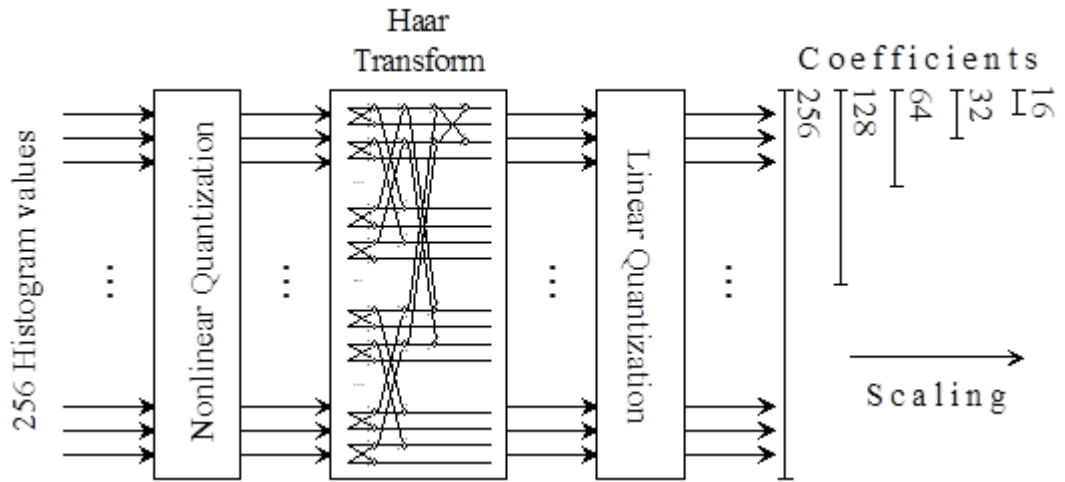 Haar
Transform
Coefficients
256
128
64
32
16
256 Histogram values
Nonlinear Quantization
Linear Quantization
...
...
...
...
Scaling